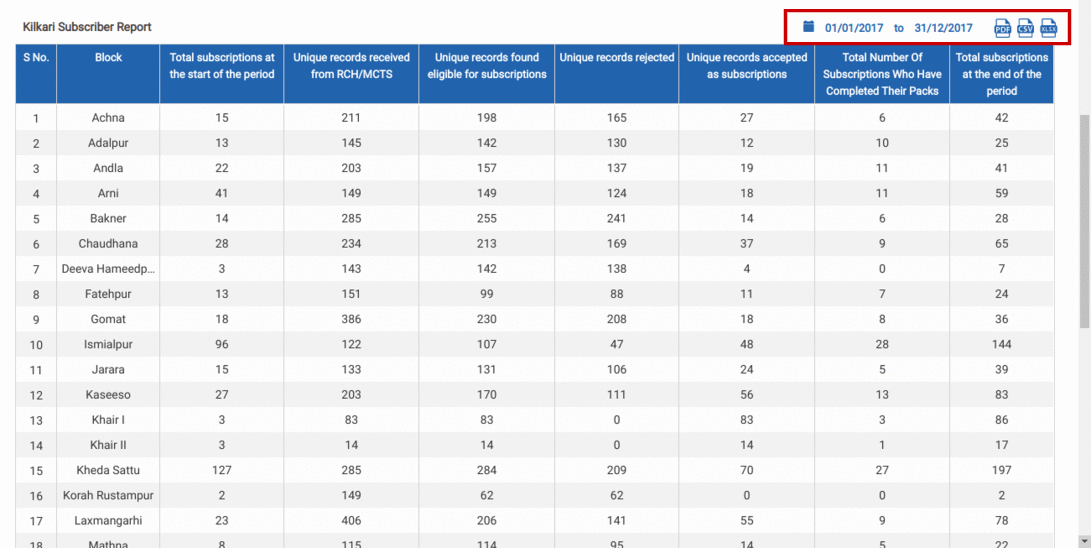 Kilkari Subscriber Report
01/01/2017 to 31/12/2017 PDF CSV XLSX
S No. Block Total subscriptions at the start of the period Unique records received from RCH/MCTS Unique records found eligible for subscriptions Unique records rejected Unique records accepted as subscriptions Total Number Of Subscriptions Who Have Completed Their Packs Total subscriptions at the end of the period
1 Achna 15 211 198 165 27 6 42
2 Adalpur 13 145 142 130 12 10 25
3 Andla 22 203 157 137 19 11 41
4 Arni 41 149 149 124 18 11 59
5 Bakner 14 285 255 241 14 6 28
6 Chaudhana 28 234 213 169 37 9 65
7 Deeva Hameedp... 3 143 142 138 4 0 7
8 Fatehpur 13 151 99 88 11 7 24
9 Gomat 18 386 230 208 18 8 36
10 Ismialpur 96 122 107 47 48 28 144
11 Jarara 15 133 131 106 24 5 39
12 Kaseeso 27 203 170 111 56 13 83
13 Khair I 3 83 83 0 83 3 86
14 Khair II 3 14 14 0 14 1 17
15 Kheda Sattu 127 285 284 209 70 27 197
16 Korah Rustampur 2 149 62 62 0 0 2
17 Laxmangarhi 23 406 206 141 55 9 78
18 Mathna 8 115 114 95 14 5 22